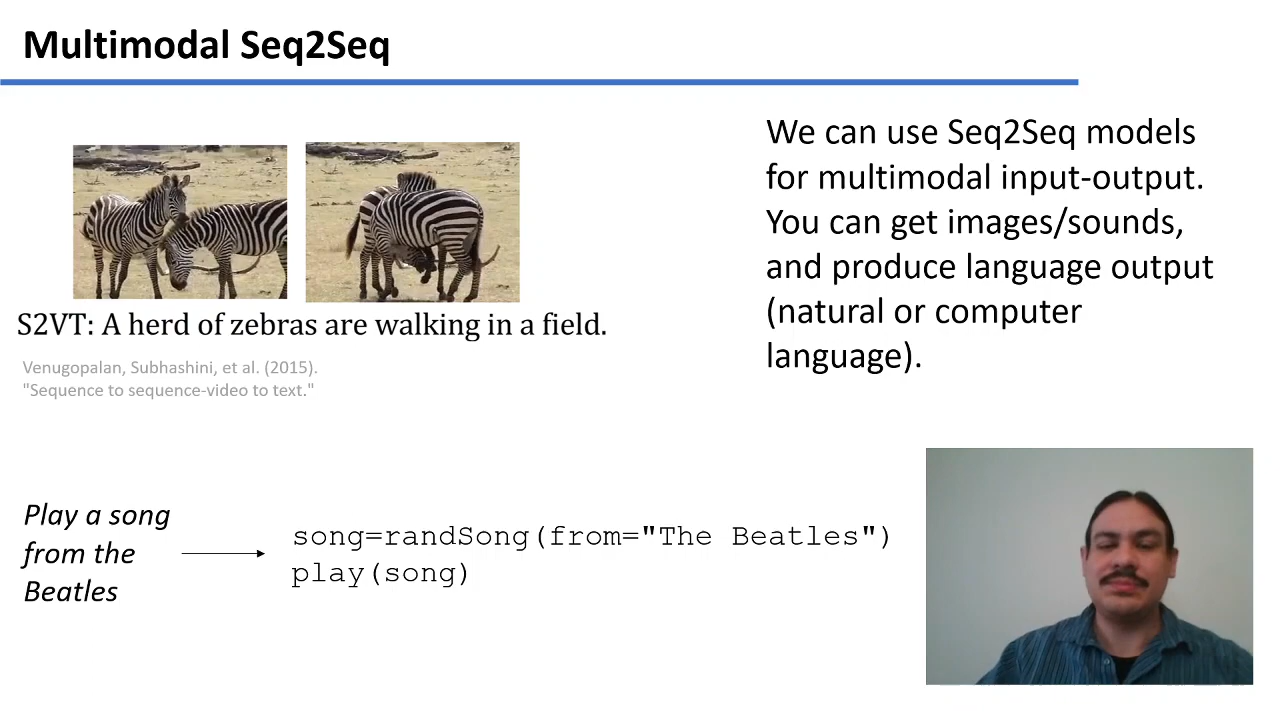 Multimodal Seq2Seq
We can use Seq2Seq models
for multimodal input-output.
You can get images/sounds,
and produce language output
(natural or computer
language).
S2VT: A herd of zebras are walking in a field.
Venugopalan, Subhashini, et al. (2015).
"Sequence to sequence-video to text."
Play a song
from the
Beatles
song=randSong(from="The Beatles")
play(song)